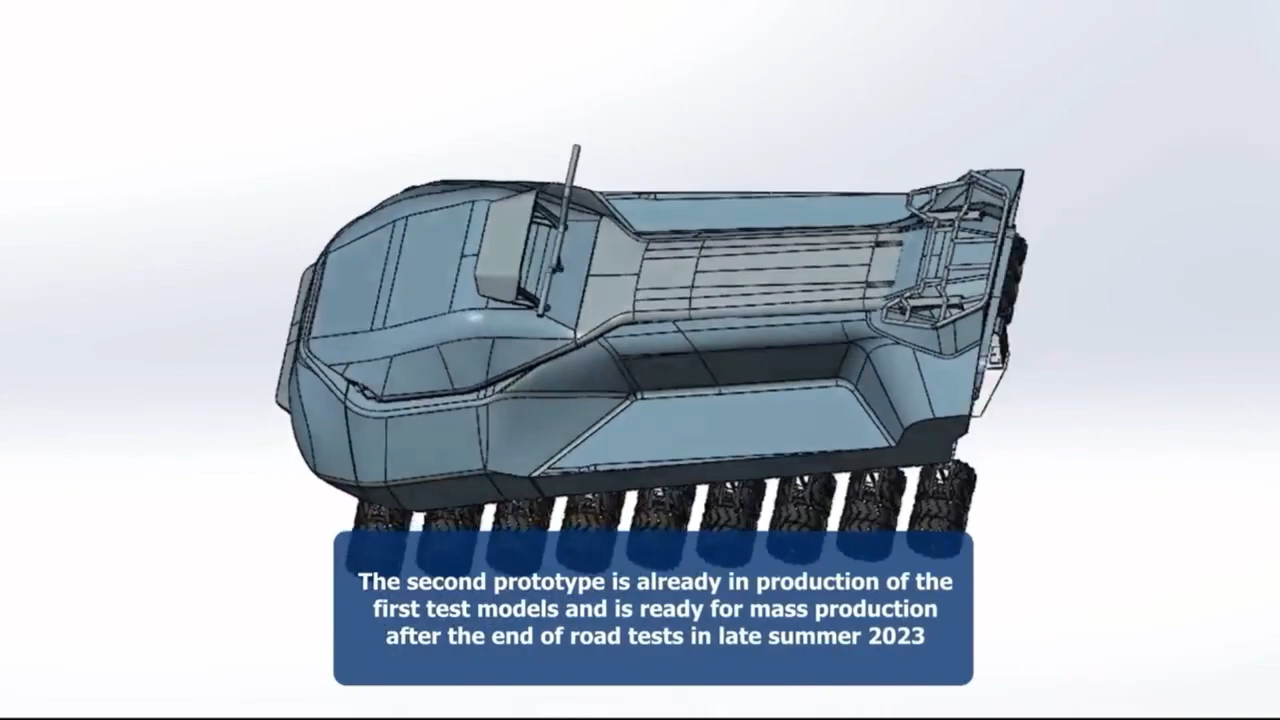 The second prototype is already in production of the
first test models and is ready for mass production
after the end of road tests in late summer 2023